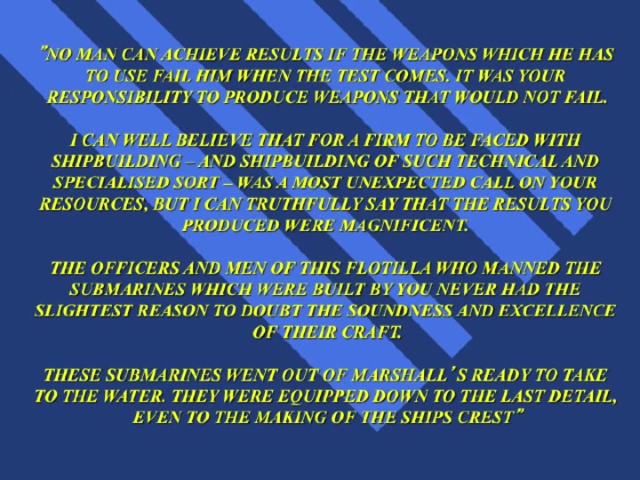 "NO MAN CAN ACHIEVE RESULTS IF THE WEAPONS WHICH HE HAS
TO USE FAIL HIM WHEN THE TEST COMES. IT WAS YOUR
RESPONSIBILITY TO PRODUCE WEAPONS THAT WOULD NOT FAIL.
I CAN WELL BELIEVE THAT FOR A FIRM TO BE FACED WITH
SHIPBUILDING – AND SHIPBUILDING OF SUCH TECHNICAL AND
SPECIALISED SORT – WAS A MOST UNEXPECTED CALL ON YOUR
RESOURCES, BUT I CAN TRUTHFULLY SAY THAT THE RESULTS YOU
PRODUCED WERE MAGNIFICENT.
THE OFFICERS AND MEN OF THIS FLOTILLA WHO MANNED THE
SUBMARINES WHICH WERE BUILT BY YOU NEVER HAD THE
SLIGHTEST REASON TO DOUBT THE SOUNDNESS AND EXCELLENCE
OF THEIR CRAFT.
THESE SUBMARINES WENT OUT OF MARSHALL'S READY TO TAKE
TO THE WATER. THEY WERE EQUIPPED DOWN TO THE LAST DETAIL,
EVEN TO THE MAKING OF THE SHIPS CREST"